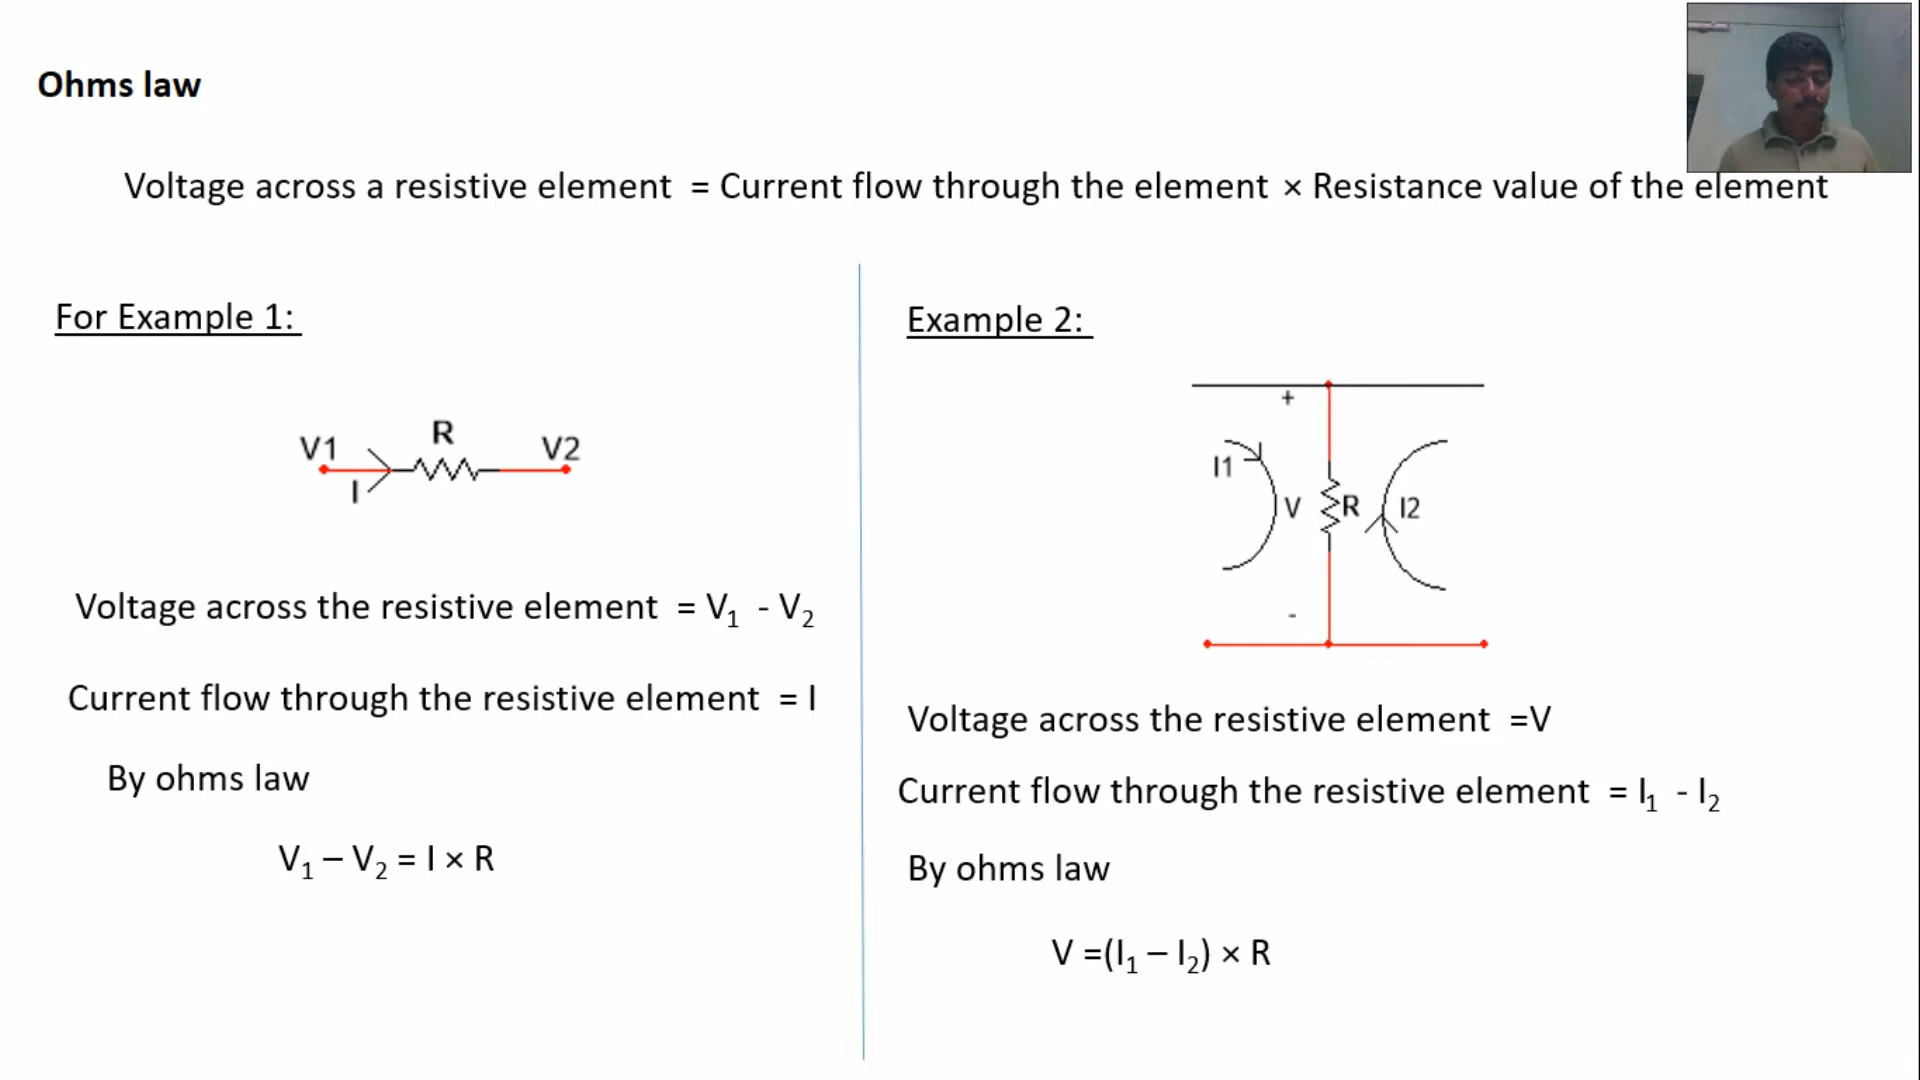 Ohms law
Voltage across a resistive element = Current flow through the element × Resistance value of the element
For Example 1:
V1
R
V2
I
Voltage across the resistive element = V₁ - V₂
Current flow through the resistive element = I
By ohms law
V₁ – V₂ = I × R
Example 2:
+
I1
V
R
I2
-
Voltage across the resistive element =V
Current flow through the resistive element = I₁ - I₂
By ohms law
V =(I₁ – I₂) × R